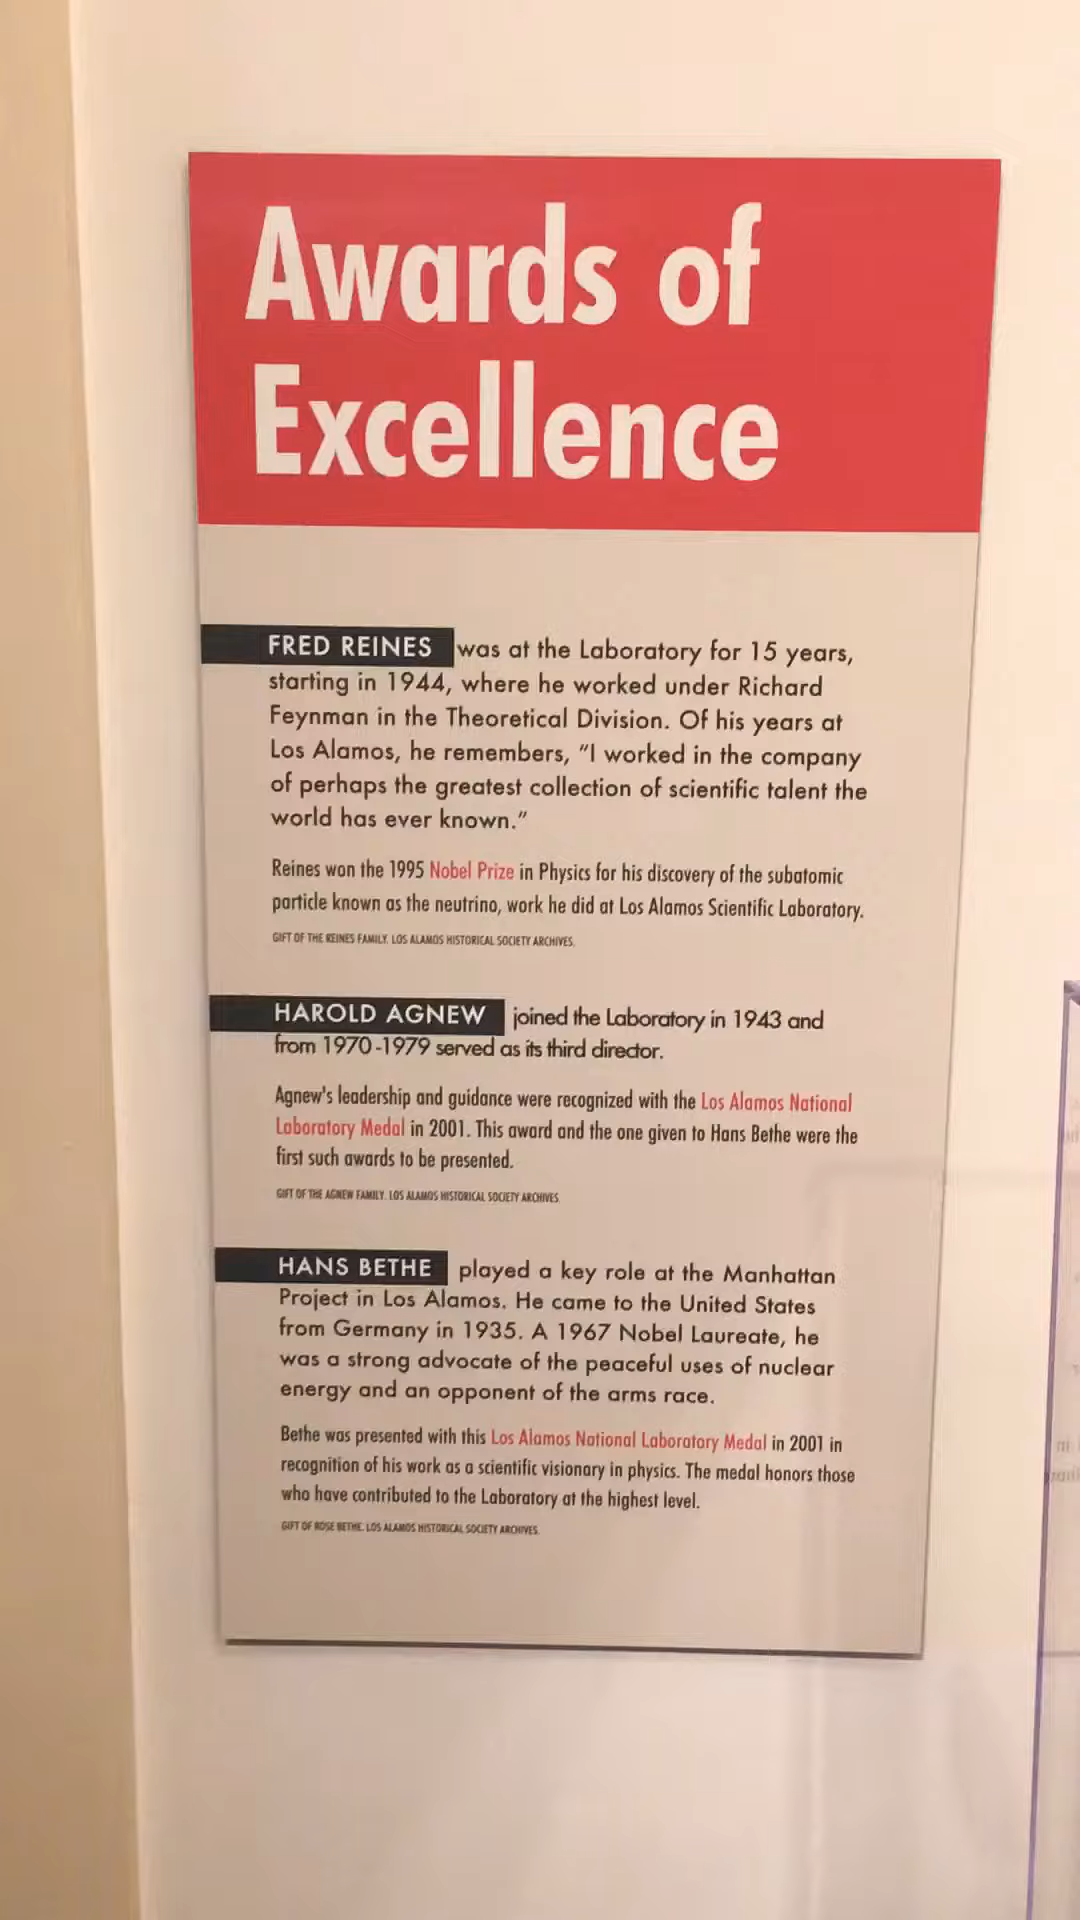 Awards of
Excellence
FRED REINES was at the Laboratory for 15 years,
starting in 1944, where he worked under Richard
Feynman in the Theoretical Division. Of his years at
Los Alamos, he remembers, “I worked in the company
of perhaps the greatest collection of scientific talent the
world has ever known.”
Reines won the 1995 Nobel Prize in Physics for his discovery of the subatomic
particle known as the neutrino, work he did at Los Alamos Scientific Laboratory.
GIFT OF THE REINES FAMILY. LOS ALAMOS HISTORICAL SOCIETY ARCHIVES.
HAROLD AGNEW joined the Laboratory in 1943 and
from 1970-1979 served as its third director.
Agnew's leadership and guidance were recognized with the Los Alamos National
Laboratory Medal in 2001. This award and the one given to Hans Bethe were the
first such awards to be presented.
GIFT OF THE AGNEW FAMILY. LOS ALAMOS HISTORICAL SOCIETY ARCHIVES
HANS BETHE played a key role at the Manhattan
Project in Los Alamos. He came to the United States
from Germany in 1935. A 1967 Nobel Laureate, he
was a strong advocate of the peaceful uses of nuclear
energy and an opponent of the arms race.
Bethe was presented with this Los Alamos National Laboratory Medal in 2001 in
recognition of his work as a scientific visionary in physics. The medal honors those
who have contributed to the Laboratory at the highest level.
GIFT OF ROSE BETHE. LOS ALAMOS HISTORICAL SOCIETY ARCHIVES.